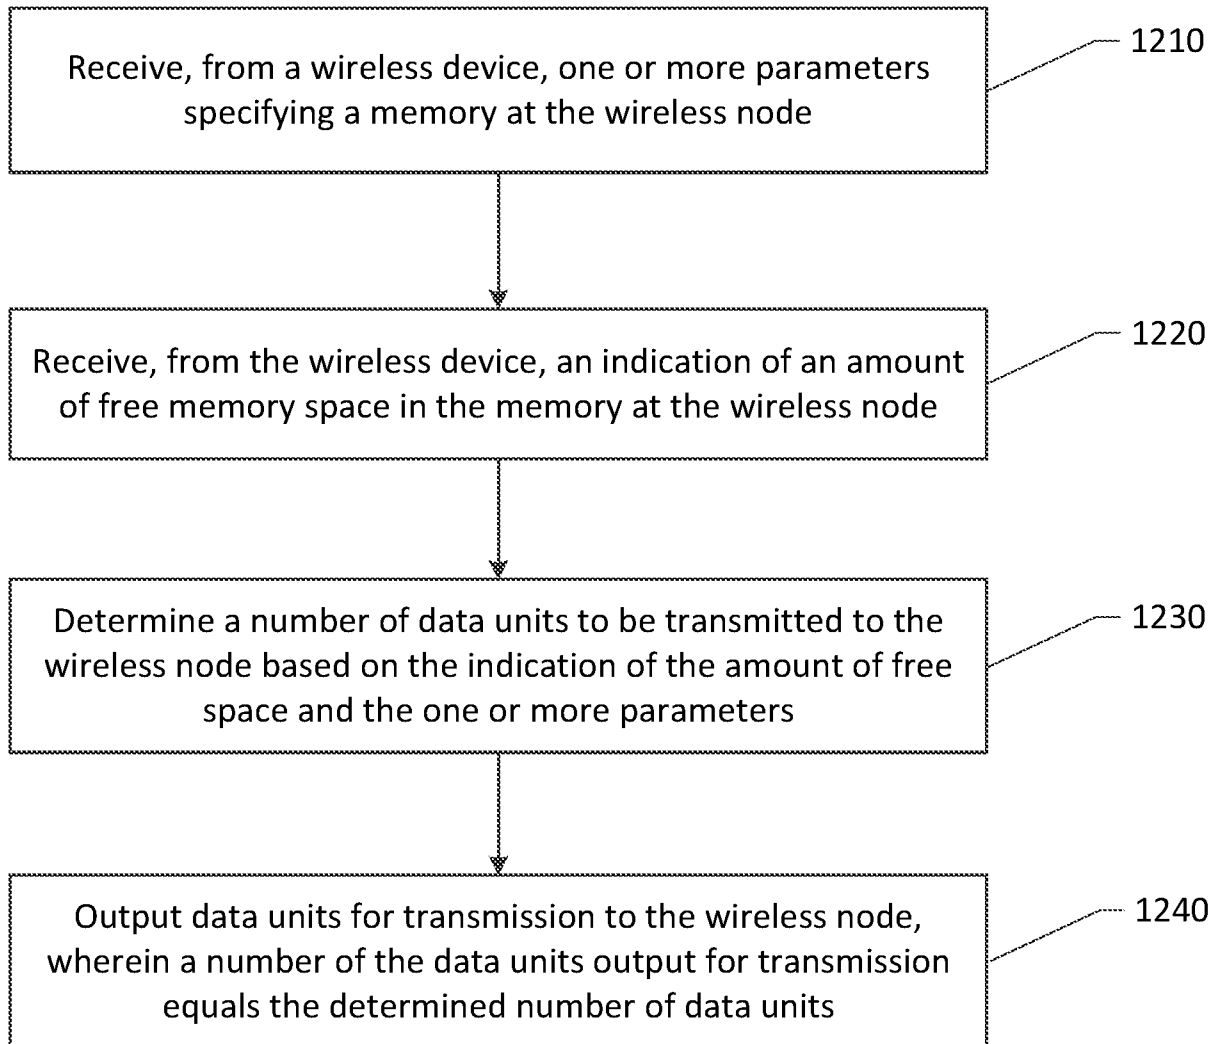 Receive, from a wireless device, one or more parameters
specifying a memory at the wireless node
1210
Receive, from the wireless device, an indication of an amount
of free memory space in the memory at the wireless node
1220
Determine a number of data units to be transmitted to the
wireless node based on the indication of the amount of free
space and the one or more parameters
1230
Output data units for transmission to the wireless node,
wherein a number of the data units output for transmission
equals the determined number of data units
1240